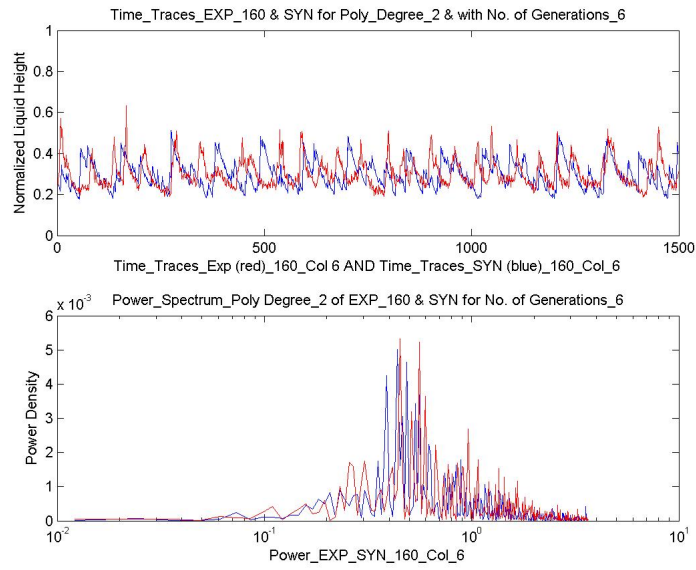 Time_Traces_EXP_160 & SYN for Poly_Degree_2 & with No. of Generations_6
1
0.8
0.6
0.4
0.2
0
Normalized Liquid Height
0 500 1000 1500
Time_Traces_Exp (red)_160_Col 6 AND Time_Traces_SYN (blue)_160_Col_6
x 10^-3
Power_Spectrum_Poly Degree_2 of EXP_160 & SYN for No. of Generations_6
6
5
4
3
2
1
0
Power Density
10^-2 10^-1 10^0 10^1
Power_EXP_SYN_160_Col_6